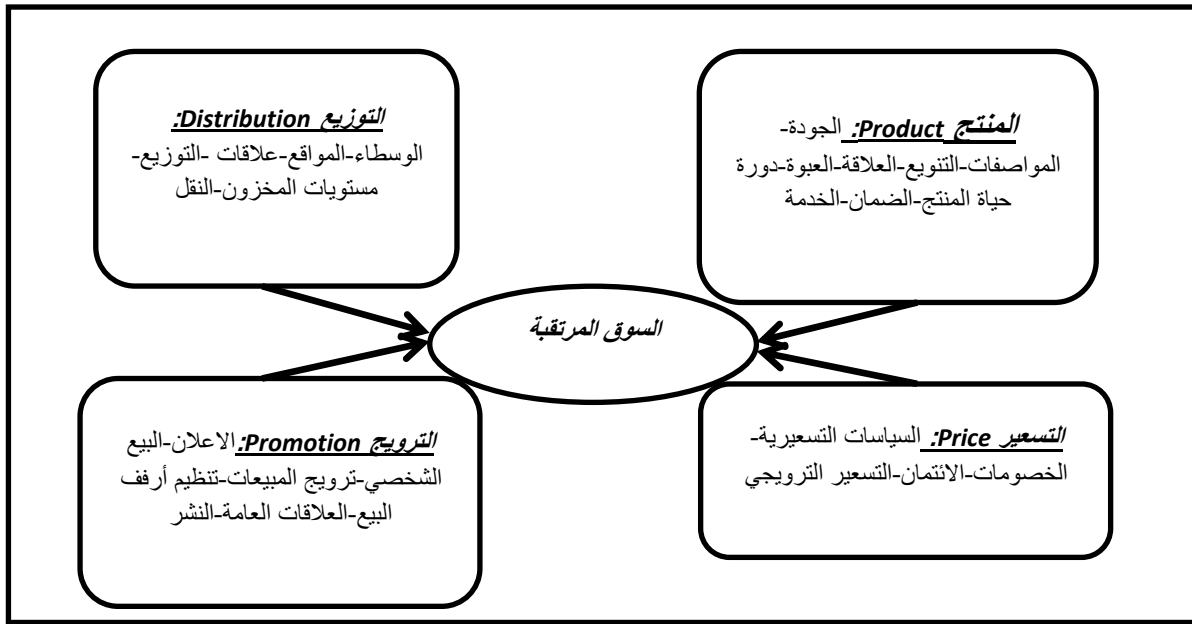 المنتج Product: الجودة-
المواصفات-التنويع-العلاقة-العبوة-دورة
حياة المنتج-الضمان-الخدمة
التوزيع Distribution:
الوسطاء-المواقع-علاقات -التوزيع-
مستويات المخزون-النقل
السوق المرتقبة
التسعير Price: السياسات التسعيرية-
الخصومات-الائتمان-التسعير الترويجي
الترويج Promotion: الاعلان-البيع
الشخصي-ترويج المبيعات-تنظيم أرفف
البيع-العلاقات العامة-النشر